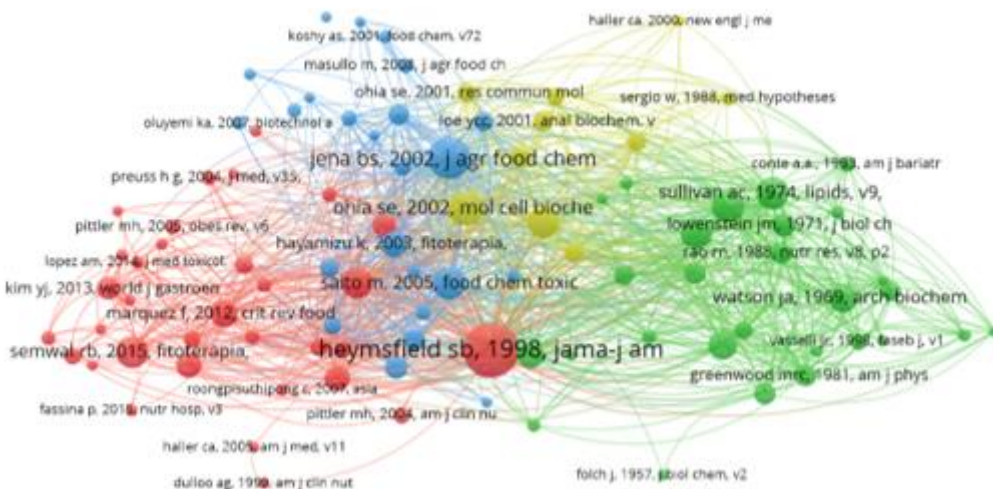 haller ca. 2000, new engl j me
koshy as, 2001, food chem, v72
masullo m, 2008, j agr food ch
ohia se. 2001, res commun mol
sergio w, 1988, med hypotheses
oluyemi ka, 2007, biotechnol a
loe ycc, 2001, anal biochem, v
jena bs, 2002, j agr food chem
conte a.a., 1993, am j bariatr
preuss h g, 2004, j med, v35,
sullivan ac, 1974, lipids, v9,
ohia se, 2002, mol cell bioche
pittler mh, 2005, obes rev, v6
lowenstein jm, 1971, j biol ch
hayamizu k, 2003, fitoterapia,
rao rn, 1988, nutr res, v8, p2
lopez am, 2014, j med toxicol
saito m. 2005, food chem toxic
kim yj, 2013, world j gastroen
watson ja, 1969, arch biochem
marquez f, 2012, crit rev food
vasselli jr, 1998, faseb j, v1
heymsfield sb, 1998, jama-j am
semwal rb, 2015, fitoterapia,
greenwood mrc, 1981, am j phys
roongpisuthipong c, 2007, asia
fassina p. 2015, nutr hosp, v3
pittler mh, 2004, am j clin nu
haller ca, 2005, am j med, v11
folch j, 1957, j biol chem, v2
dulloo ag, 1999, am j clin nut